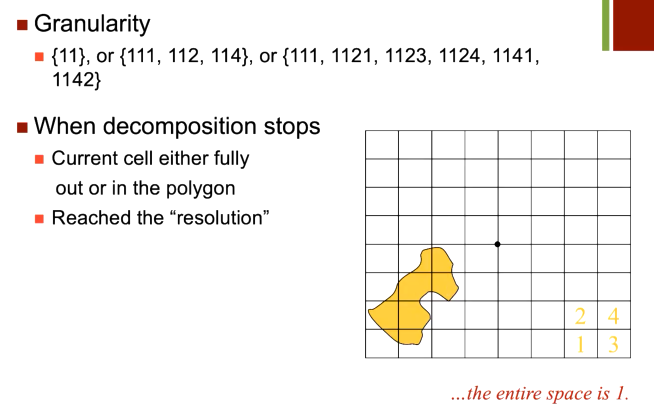 Granularity
{11}, or {111, 112, 114}, or {111, 1121, 1123, 1124, 1141,
1142}
When decomposition stops
Current cell either fully
out or in the polygon
Reached the “resolution”
2 4
1 3
...the entire space is 1.